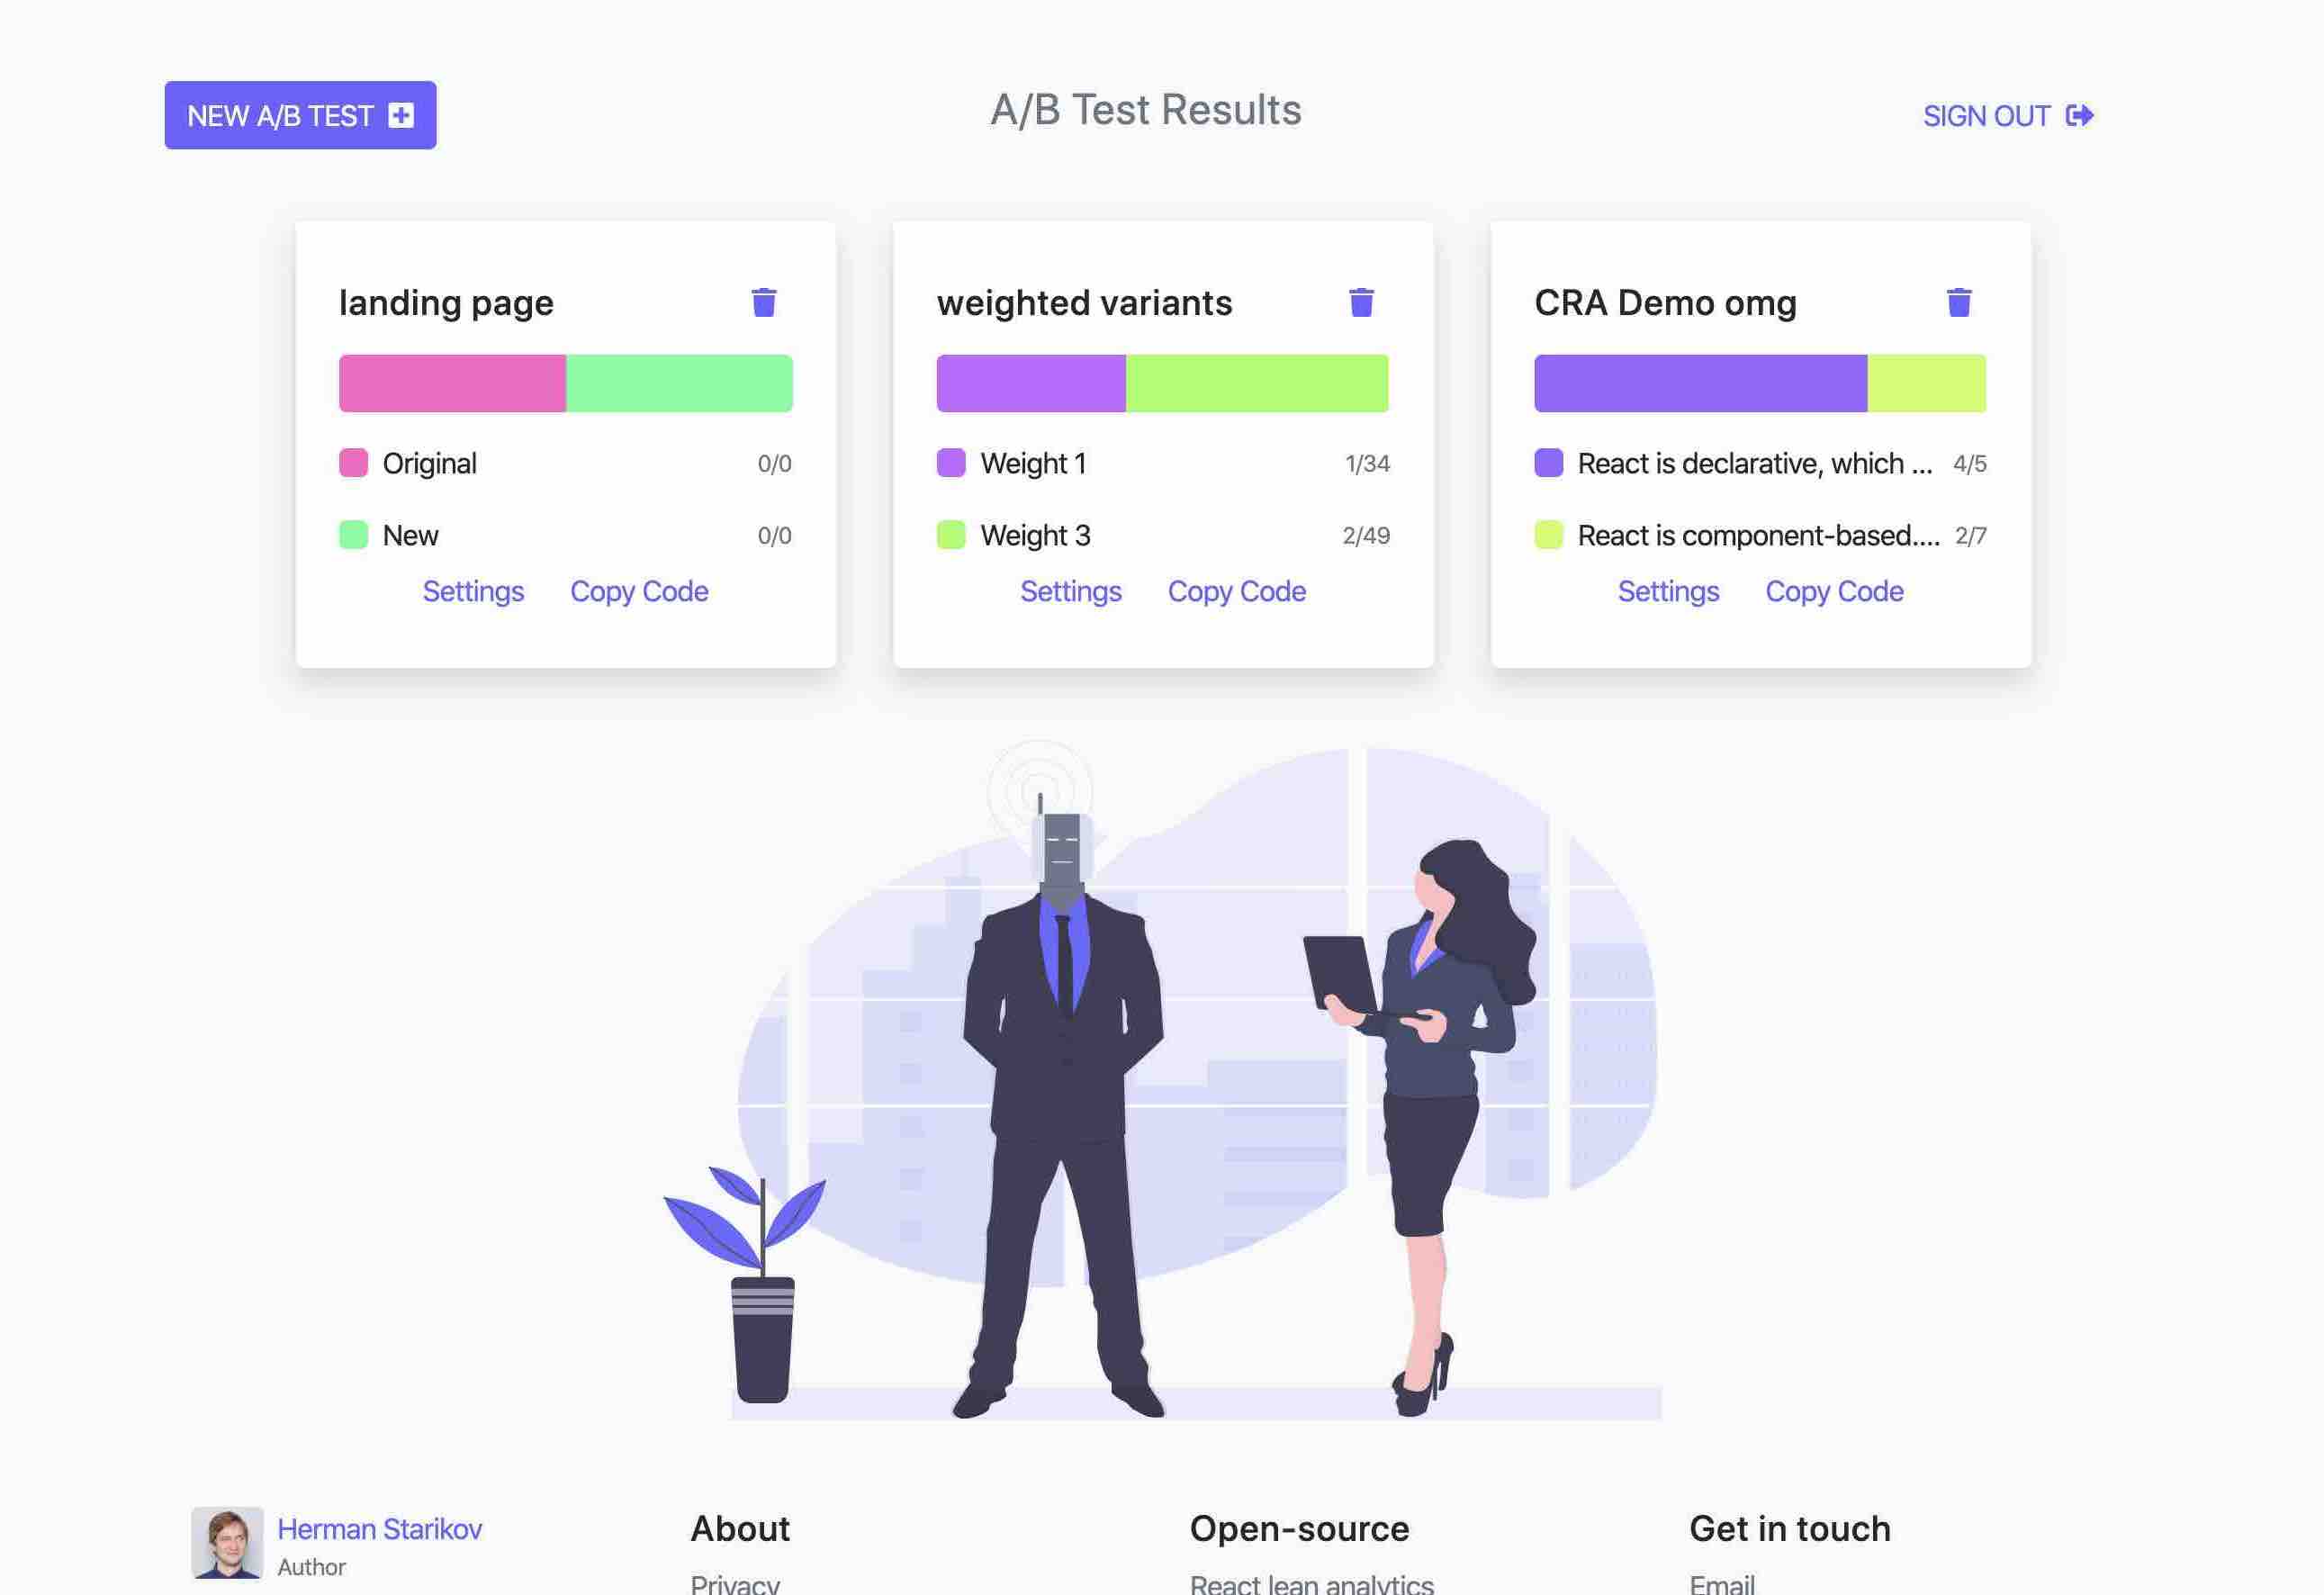 NEW A/B TEST
A/B Test Results
SIGN OUT
landing page
Original 0/0
New 0/0
Settings Copy Code
weighted variants
Weight 1 1/34
Weight 3 2/49
Settings Copy Code
CRA Demo omg
React is declarative, which ... 4/5
React is component-based.... 2/7
Settings Copy Code
Herman Starikov
Author
About
Privacy
Open-source
React lean analytics
Get in touch
Email